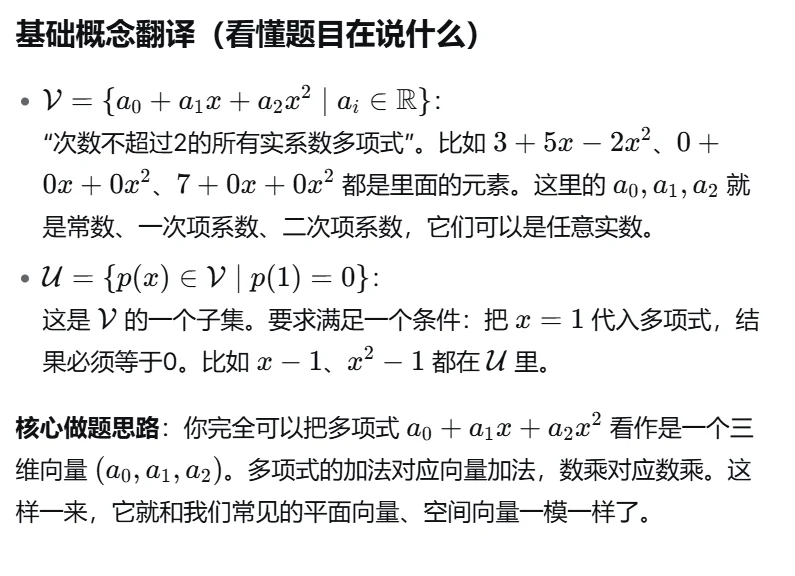 基础概念翻译（看懂题目在说什么）
• 𝒱 = {a₀ + a₁x + a₂x² | aᵢ ∈ ℝ}：
“次数不超过2的所有实系数多项式”。比如 3 + 5x − 2x²、0 +
0x + 0x²、7 + 0x + 0x² 都是里面的元素。这里的 a₀, a₁, a₂ 就
是常数、一次项系数、二次项系数，它们可以是任意实数。
• 𝒰 = {p(x) ∈ 𝒱 | p(1) = 0}：
这是 𝒱 的一个子集。要求满足一个条件：把 x = 1 代入多项式，结
果必须等于0。比如 x − 1、x² − 1 都在 𝒰 里。
核心做题思路：你完全可以把多项式 a₀ + a₁x + a₂x² 看作是一个三
维向量 (a₀, a₁, a₂)。多项式的加法对应向量加法，数乘对应数乘。这
样一来，它就和我们常见的平面向量、空间向量一模一样了。